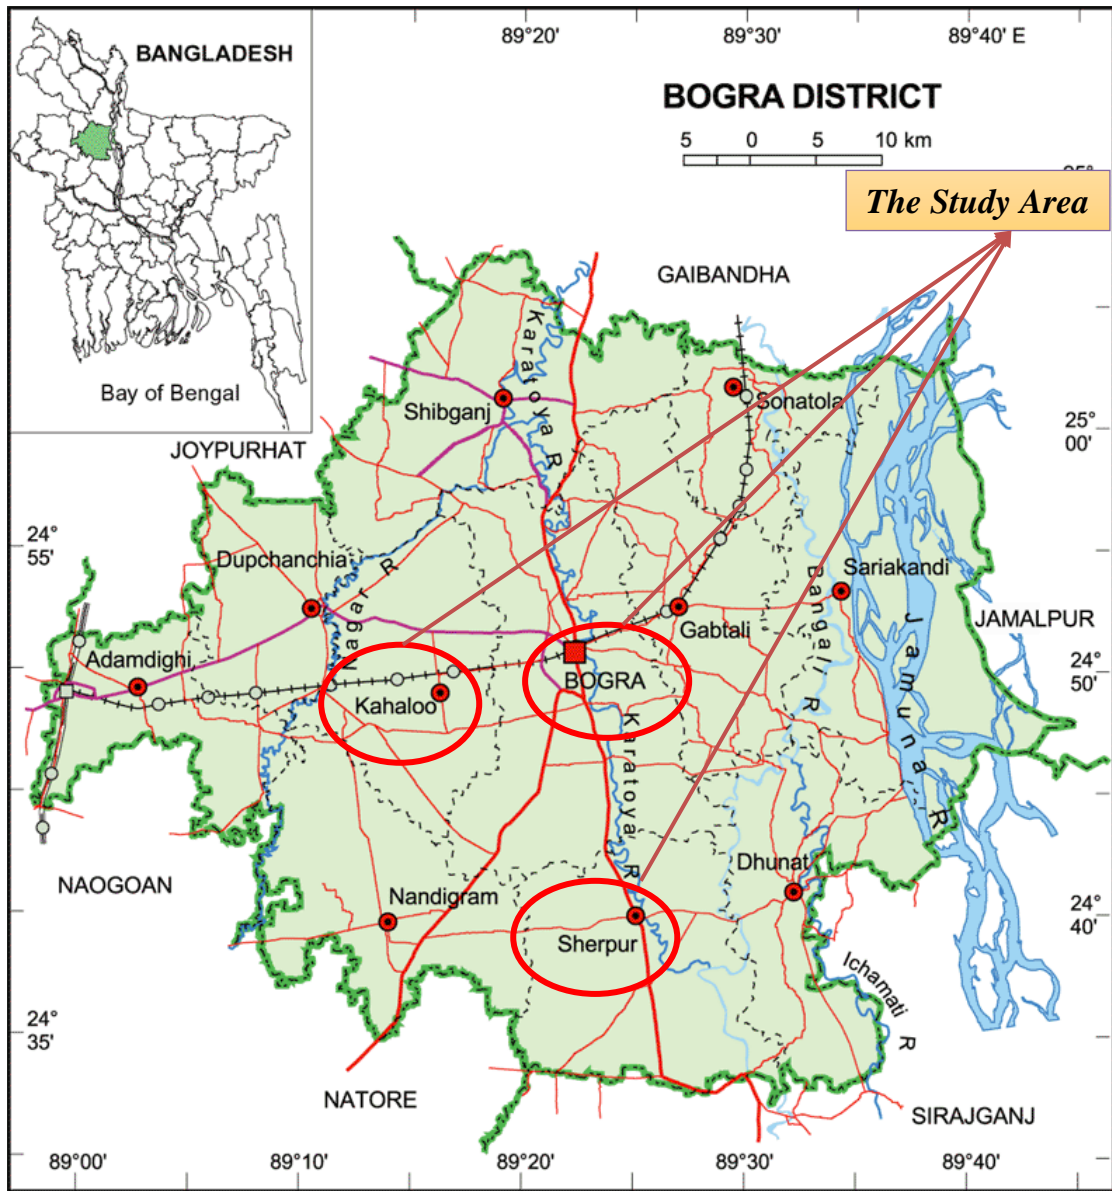 89°20'
89°30'
89°40' E
BANGLADESH
BOGRA DISTRICT
5 0 5 10 km
The Study Area
GAIBANDHA
Bay of Bengal
Karatoya R
Shibganj
Sonatola
25°
00'
JOYPURHAT
24°
55'
Dupchanchia
Nagar R
Bangali R
Sariakandi
Jamuna R
JAMALPUR
Gabtali
Adamdighi
Kahaloo
BOGRA
24°
50'
Karatoya R
Dhunat
NAOGOAN
Nandigram
24°
40'
Sherpur
Ichamati R
24°
35'
NATORE
SIRAJGANJ
89°00'
89°10'
89°20'
89°30'
89°40'